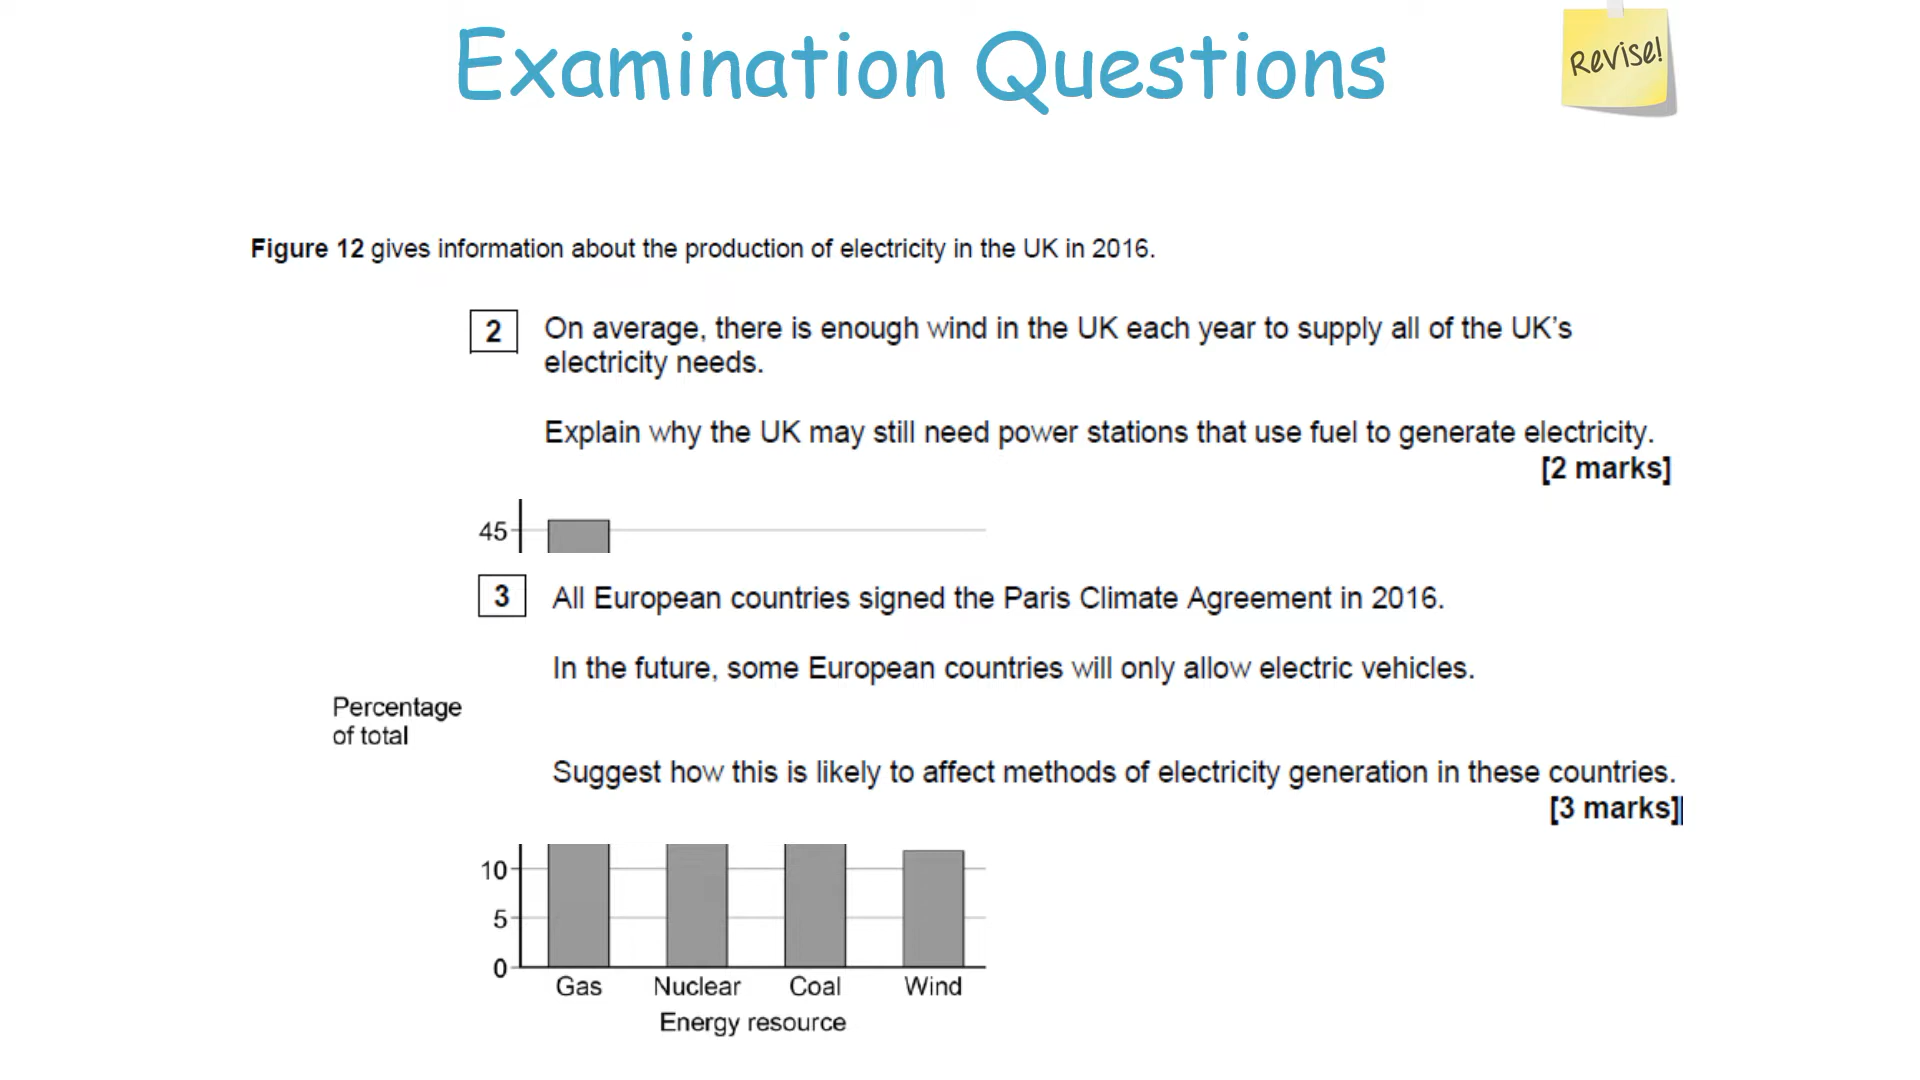 Examination Questions
Revise!
Figure 12 gives information about the production of electricity in the UK in 2016.
2 On average, there is enough wind in the UK each year to supply all of the UK's
electricity needs.
Explain why the UK may still need power stations that use fuel to generate electricity.
[2 marks]
45
3 All European countries signed the Paris Climate Agreement in 2016.
In the future, some European countries will only allow electric vehicles.
Percentage
of total
Suggest how this is likely to affect methods of electricity generation in these countries.
[3 marks]
10
5
0
Gas Nuclear Coal Wind
Energy resource